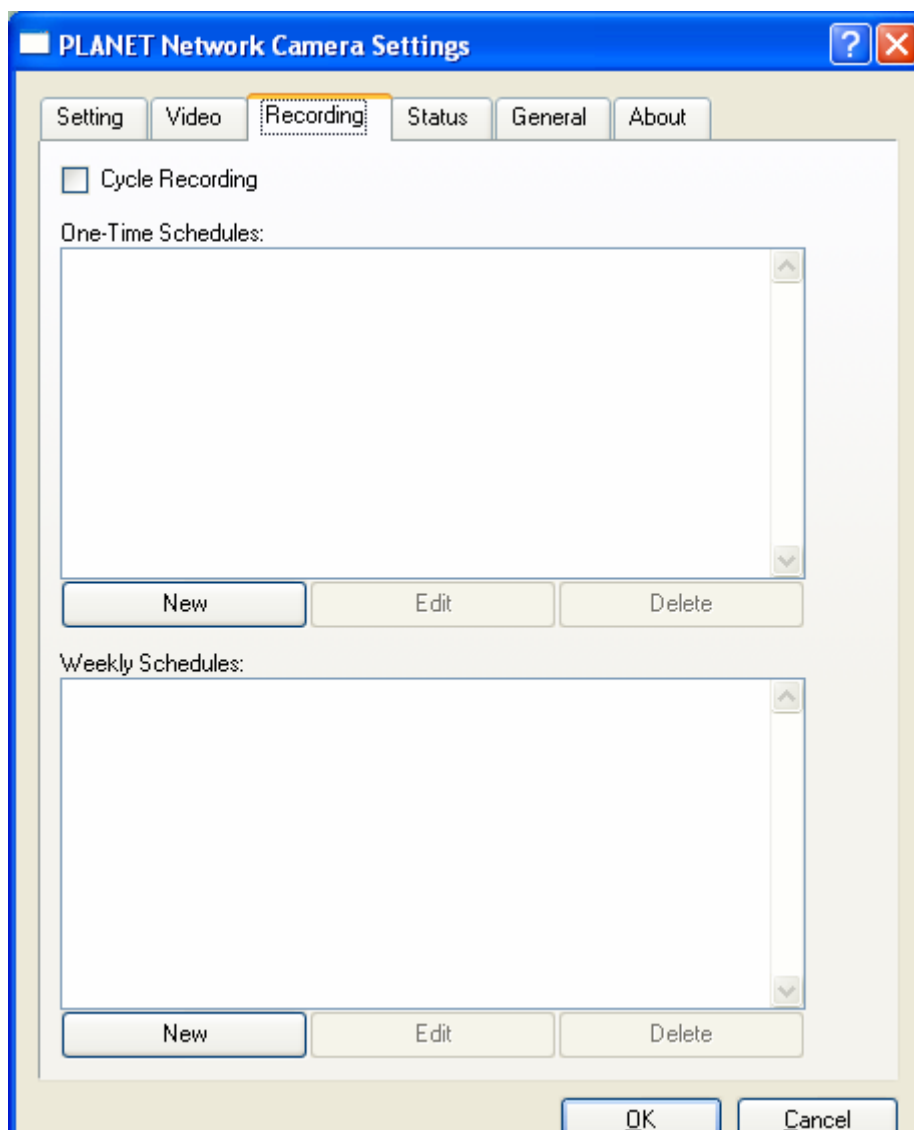 PLANET Network Camera Settings
Setting Video Recording Status General About
Cycle Recording
One-Time Schedules:
New Edit Delete
Weekly Schedules:
New Edit Delete
OK Cancel